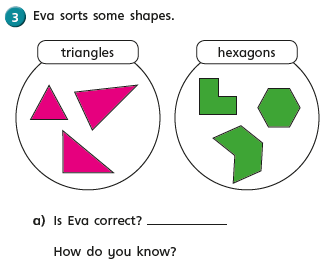 3 Eva sorts some shapes.
triangles
hexagons
a) Is Eva correct?
How do you know?